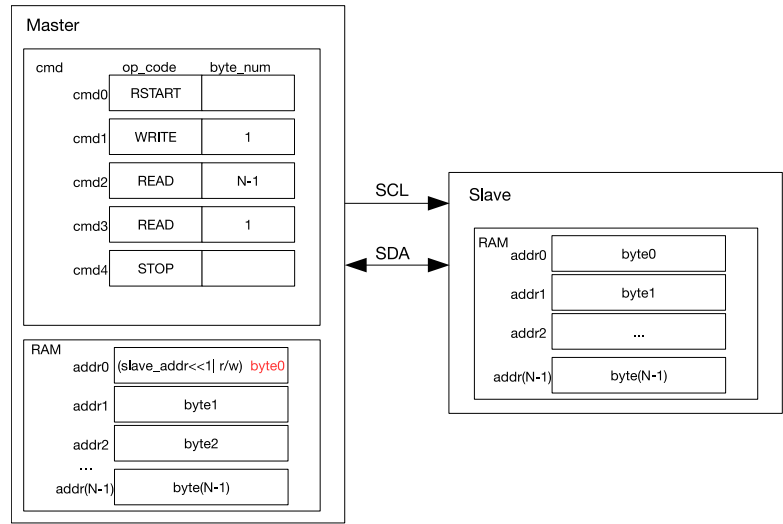 Master
cmd op_code byte_num
cmd0 RSTART
cmd1 WRITE 1
cmd2 READ N-1
cmd3 READ 1
cmd4 STOP
RAM
addr0 (slave_addr<<1| r/w) byte0
addr1 byte1
addr2 byte2
...
addr(N-1) byte(N-1)
SCL
SDA
Slave
RAM
addr0 byte0
addr1 byte1
addr2 ...
addr(N-1) byte(N-1)